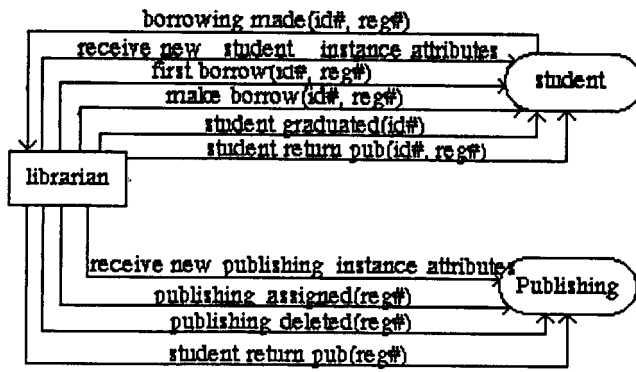 borrowing made(id#, reg#)
receive new student instance attributes
first borrow(id#, reg#)
make borrow(id#, reg#)
student graduated(id#)
student return pub(id#, reg#)
student
librarian
receive new publishing instance attributes
publishing assigned(reg#)
publishing deleted(reg#)
student return pub(reg#)
Publishing